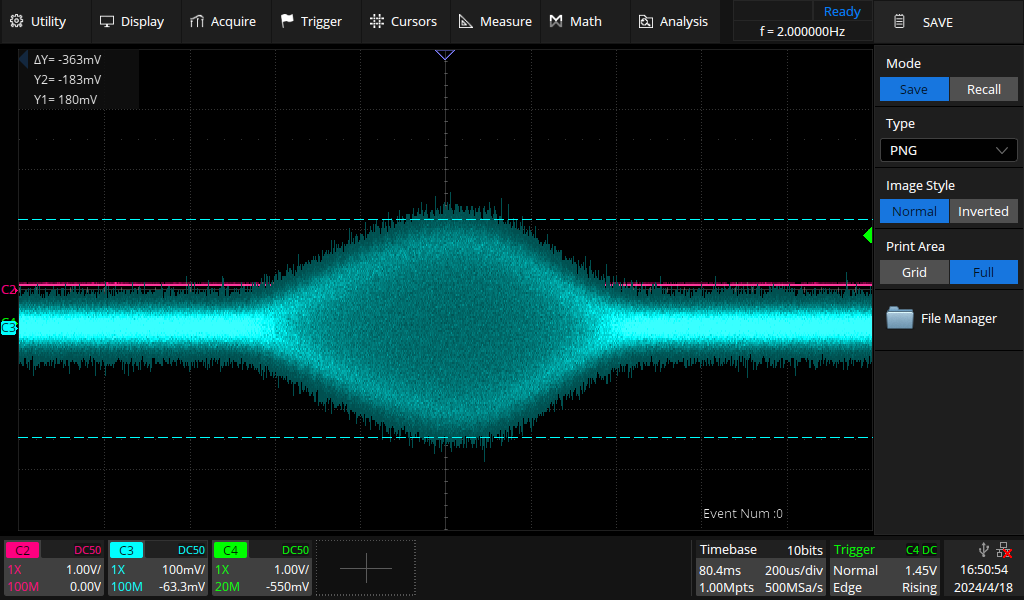 Utility Display Acquire Trigger Cursors Measure Math Analysis
Ready
f = 2.000000Hz
SAVE
ΔY= -363mV
Y2= -183mV
Y1= 180mV
Mode
Save Recall
Type
PNG
Image Style
Normal Inverted
Print Area
Grid Full
File Manager
C2
C3
Event Num :0
C2 DC50
1X 1.00V/
100M 0.00V
C3 DC50
1X 100mV/
100M -63.3mV
C4 DC50
1X 1.00V/
20M -550mV
Timebase 10bits
80.4ms 200us/div
1.00Mpts 500MSa/s
Trigger C4 DC
Normal 1.45V
Edge Rising
16:50:54
2024/4/18